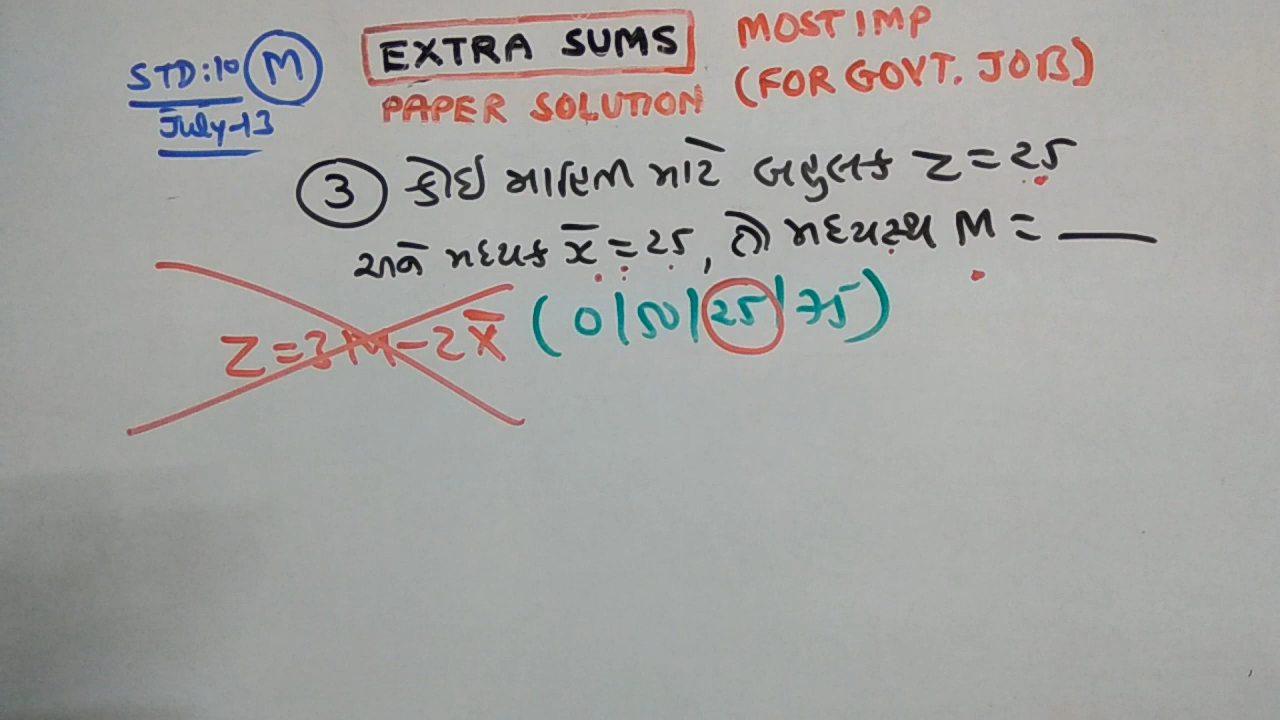 STD:10 M
July-13
EXTRA SUMS
PAPER SOLUTION
MOST IMP
(FOR GOVT. JOB)
3 કોઈ માહિતી માટે બહુલક Z = 25
અને મધ્યક x̄ = 25, તો મધ્યસ્થ M = ____
Z = 3M - 2x̄ (0|50|25|75)